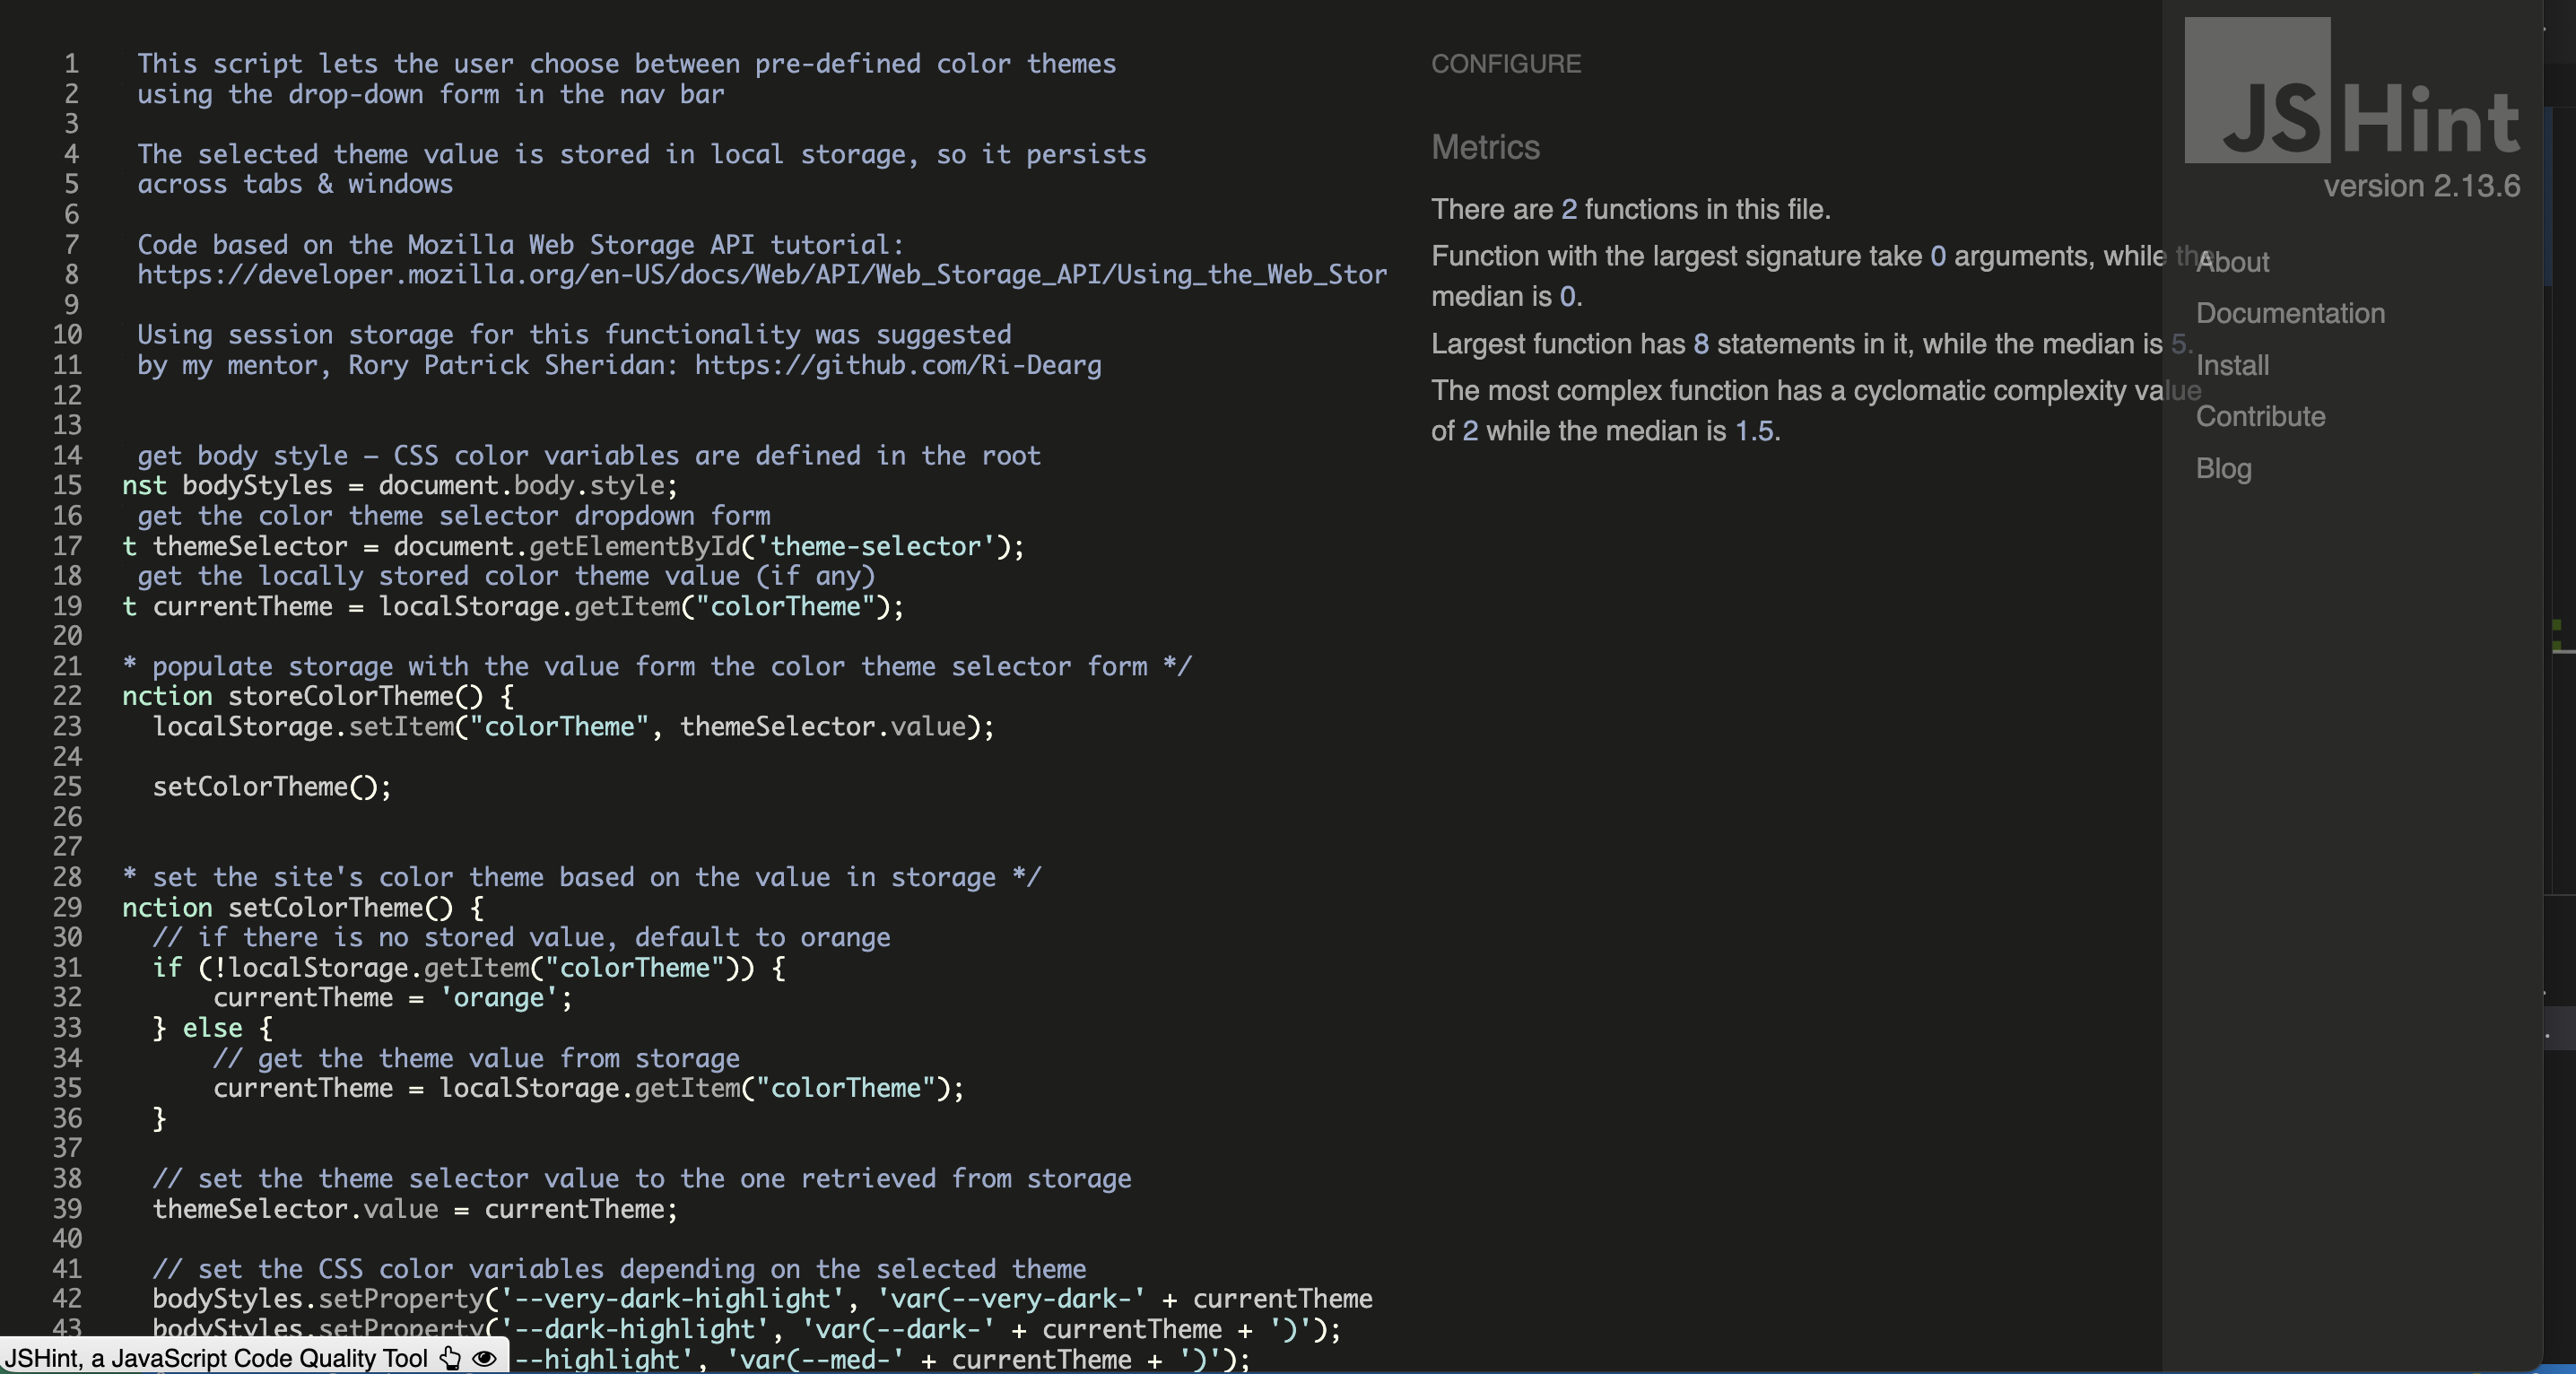 1 This script lets the user choose between pre-defined color themes
2 using the drop-down form in the nav bar
3
4 The selected theme value is stored in local storage, so it persists
5 across tabs & windows
6
7 Code based on the Mozilla Web Storage API tutorial:
8 https://developer.mozilla.org/en-US/docs/Web/API/Web_Storage_API/Using_the_Web_Stor
9
10 Using session storage for this functionality was suggested
11 by my mentor, Rory Patrick Sheridan: https://github.com/Ri-Dearg
12
13
14 get body style – CSS color variables are defined in the root
15 nst bodyStyles = document.body.style;
16 get the color theme selector dropdown form
17 t themeSelector = document.getElementById('theme-selector');
18 get the locally stored color theme value (if any)
19 t currentTheme = localStorage.getItem("colorTheme");
20
21 * populate storage with the value form the color theme selector form */
22 nction storeColorTheme() {
23 localStorage.setItem("colorTheme", themeSelector.value);
24
25 setColorTheme();
26
27
28 * set the site's color theme based on the value in storage */
29 nction setColorTheme() {
30 // if there is no stored value, default to orange
31 if (!localStorage.getItem("colorTheme")) {
32 currentTheme = 'orange';
33 } else {
34 // get the theme value from storage
35 currentTheme = localStorage.getItem("colorTheme");
36 }
37
38 // set the theme selector value to the one retrieved from storage
39 themeSelector.value = currentTheme;
40
41 // set the CSS color variables depending on the selected theme
42 bodyStyles.setProperty('--very-dark-highlight', 'var(--very-dark-' + currentTheme
43 bodyStyles.setProperty('--dark-highlight', 'var(--dark-' + currentTheme + ')');
--highlight', 'var(--med-' + currentTheme + ')');
JSHint, a JavaScript Code Quality Tool
CONFIGURE
Metrics
There are 2 functions in this file.
Function with the largest signature take 0 arguments, while the
median is 0.
Largest function has 8 statements in it, while the median is 5.
The most complex function has a cyclomatic complexity value
of 2 while the median is 1.5.
JSHint
version 2.13.6
About
Documentation
Install
Contribute
Blog